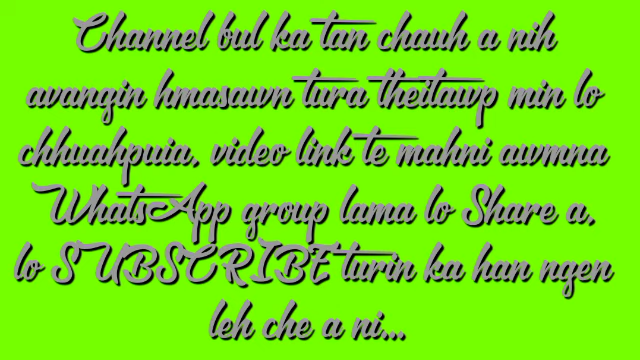 Channel bul ka tan chauh a nih
avangin hmasawn tura theitawp min lo
chhuahpuia, video link te mahni awmna
WhatsApp group lama lo Share a,
lo SUBSCRIBE turin ka han ngen
leh che a ni...